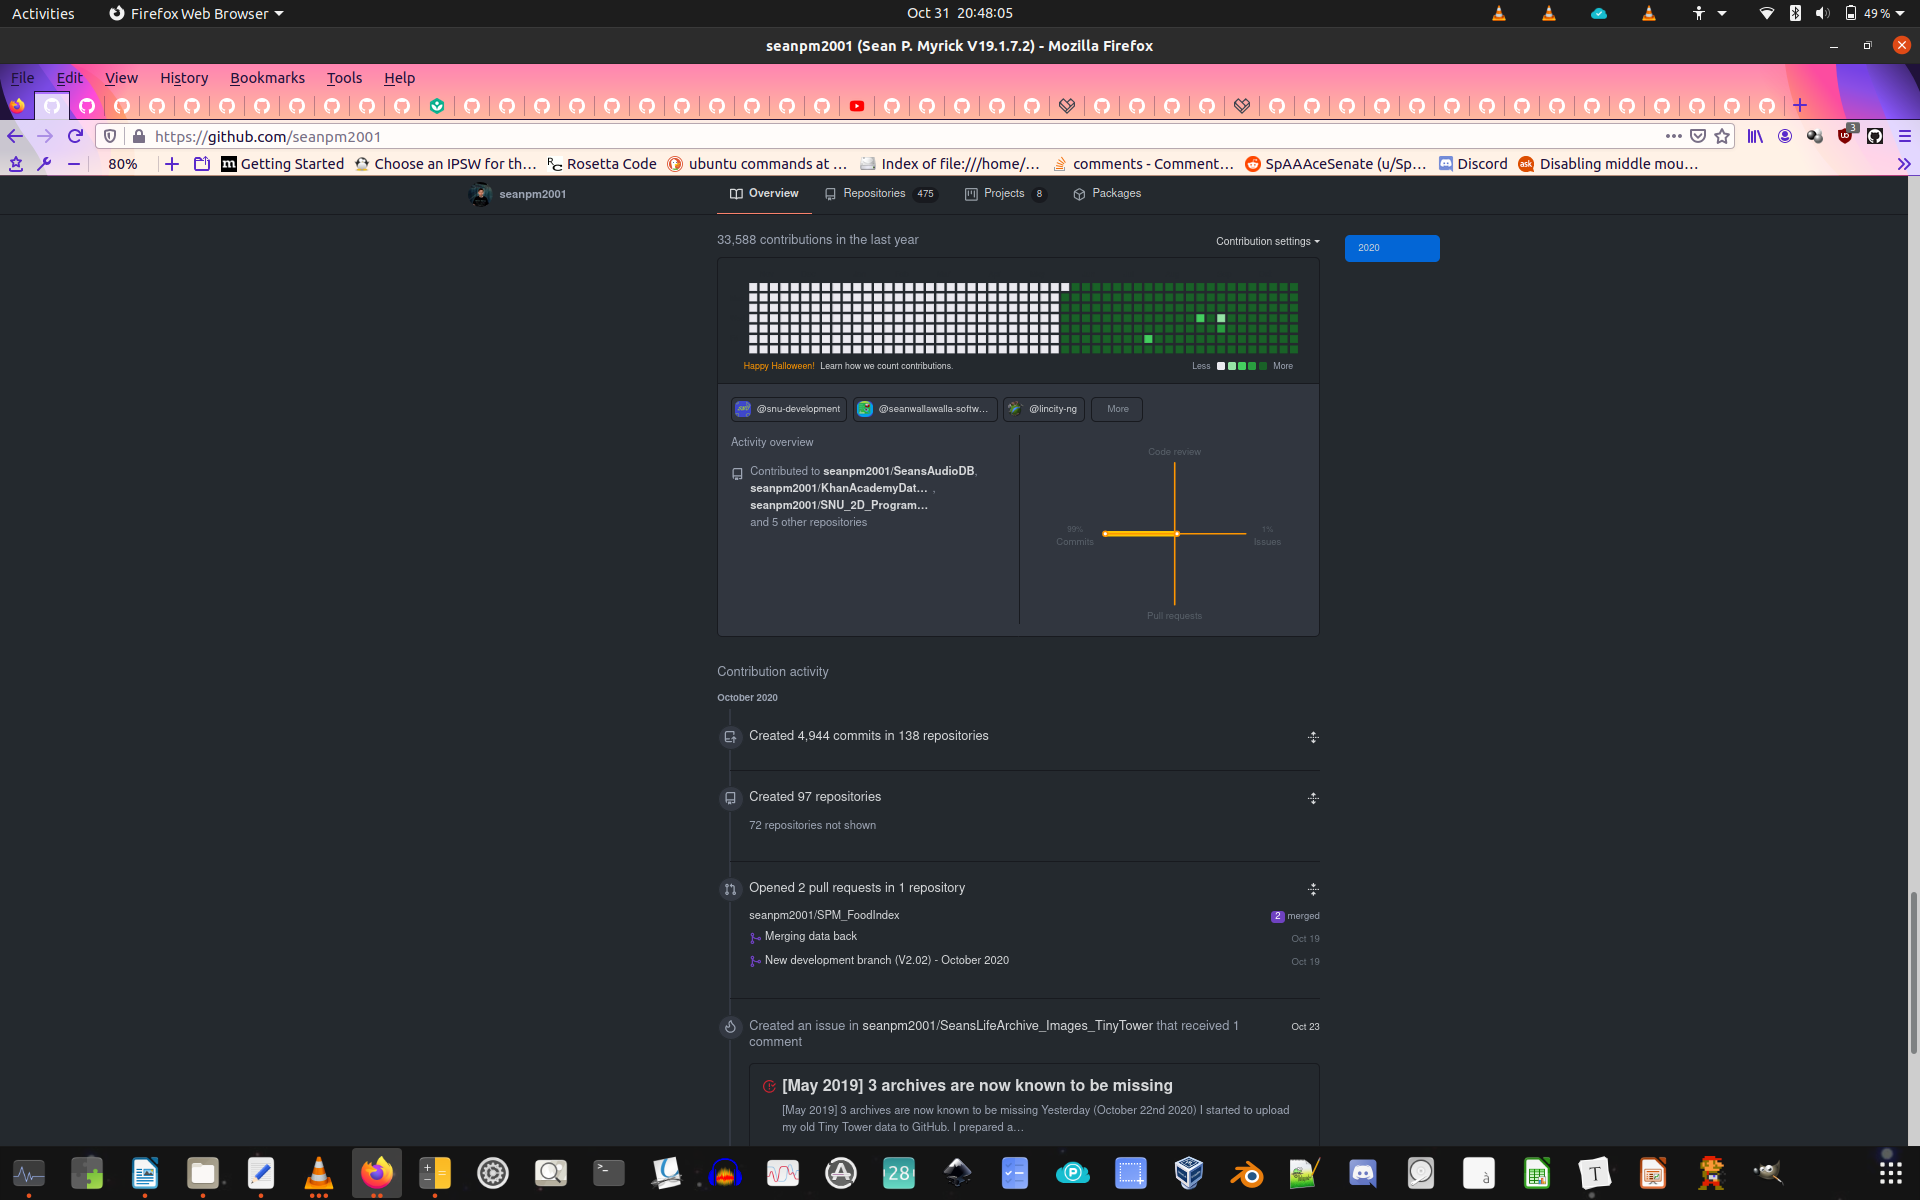 Activities
Firefox Web Browser
Oct 31 20:48:05
49 %
seanpm2001 (Sean P. Myrick V19.1.7.2) - Mozilla Firefox
File Edit View History Bookmarks Tools Help
https://github.com/seanpm2001
3
80%
Getting Started
Choose an IPSW for th…
Rosetta Code
ubuntu commands at …
Index of file:///home/…
comments - Comment…
SpAAAceSenate (u/Sp…
Discord
Disabling middle mou…
seanpm2001
Overview
Repositories 475
Projects 8
Packages
33,588 contributions in the last year
Contribution settings
2020
Happy Halloween! Learn how we count contributions.
Less More
@snu-development
@seanwallawalla-softw…
@lincity-ng
More
Activity overview
Contributed to seanpm2001/SeansAudioDB,
seanpm2001/KhanAcademyDat… ,
seanpm2001/SNU_2D_Program…
and 5 other repositories
Code review
99%
Commits
1%
Issues
Pull requests
Contribution activity
October 2020
Created 4,944 commits in 138 repositories
Created 97 repositories
72 repositories not shown
Opened 2 pull requests in 1 repository
seanpm2001/SPM_FoodIndex
2 merged
Merging data back
Oct 19
New development branch (V2.02) - October 2020
Oct 19
Created an issue in seanpm2001/SeansLifeArchive_Images_TinyTower that received 1
comment
Oct 23
[May 2019] 3 archives are now known to be missing
[May 2019] 3 archives are now known to be missing Yesterday (October 22nd 2020) I started to upload
my old Tiny Tower data to GitHub. I prepared a…
28